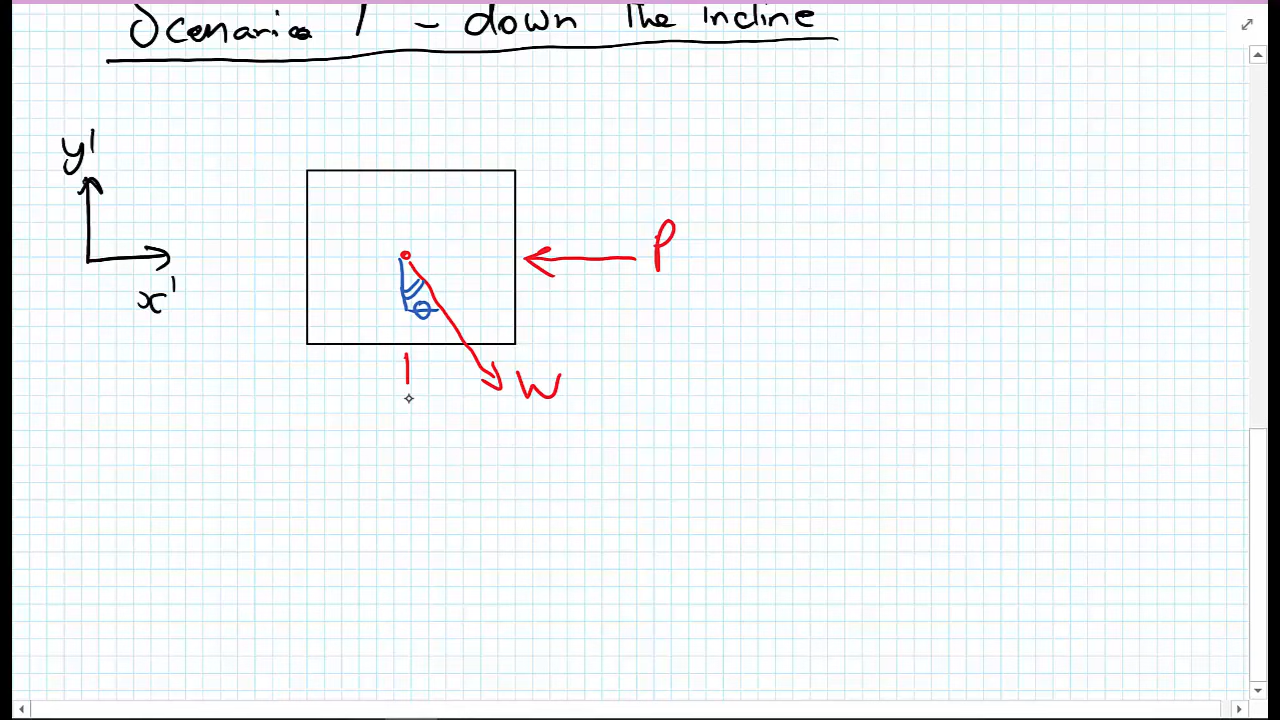 Scenario 1 - down the incline
y'
P
x'
θ
W